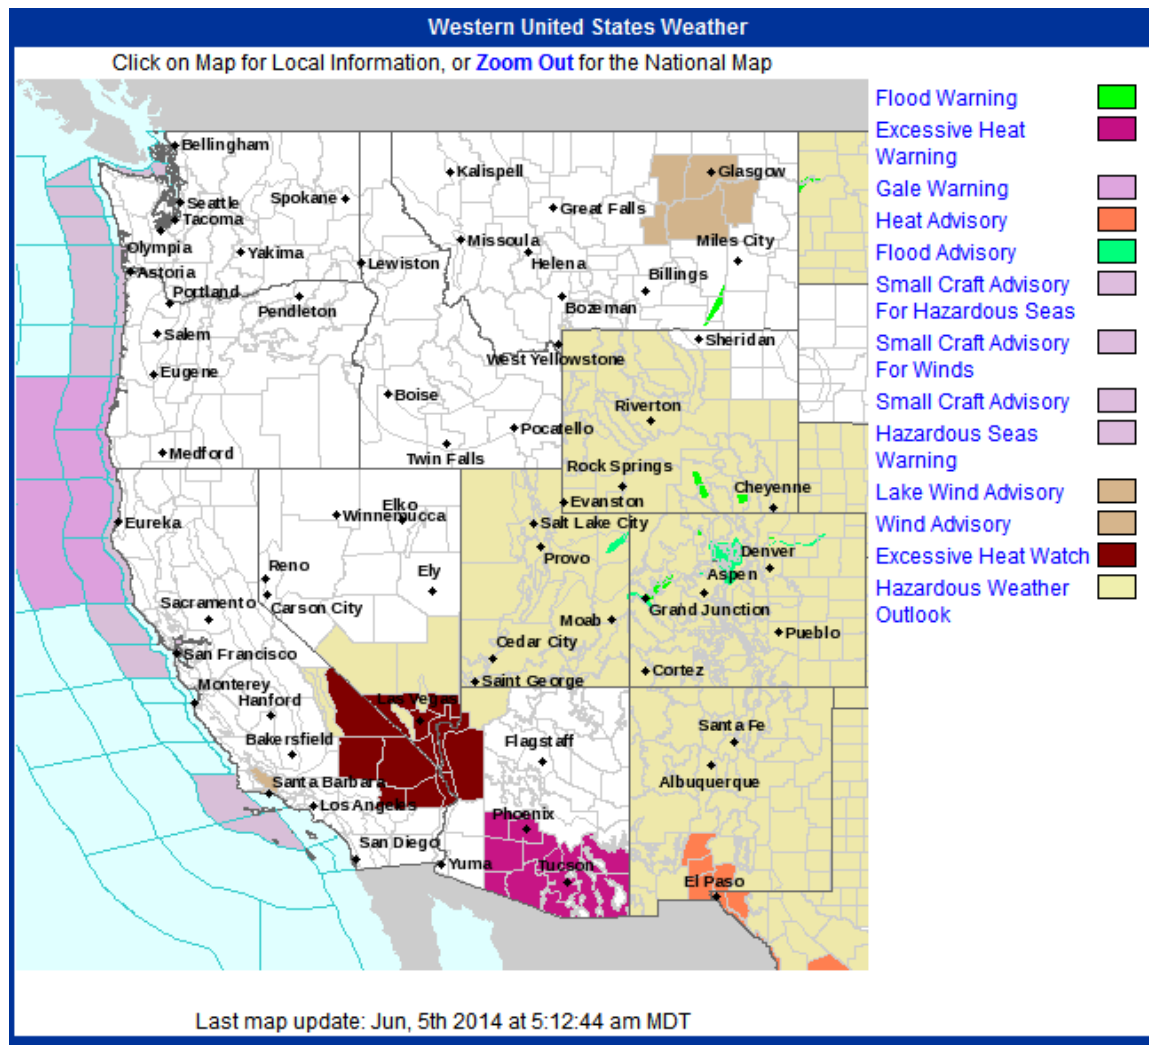 Western United States Weather
Click on Map for Local Information, or Zoom Out for the National Map
Flood Warning
Excessive Heat
Warning
Gale Warning
Heat Advisory
Flood Advisory
Small Craft Advisory
For Hazardous Seas
Small Craft Advisory
For Winds
Small Craft Advisory
Hazardous Seas
Warning
Lake Wind Advisory
Wind Advisory
Excessive Heat Watch
Hazardous Weather
Outlook
Bellingham
Kalispell
Glasgow
Seattle
Spokane
Great Falls
Tacoma
Olympia
Yakima
Missoula
Miles City
Helena
Lewiston
Astoria
Billings
Portland
Pendleton
Bozeman
Salem
Sheridan
West Yellowstone
Eugene
Boise
Riverton
Pocatello
Medford
Twin Falls
Rock Springs
Cheyenne
Evanston
Elko
Winnemucca
Eureka
Salt Lake City
Provo
Denver
Reno
Ely
Aspen
Sacramento
Carson City
Grand Junction
Moab
Pueblo
Cedar City
San Francisco
Cortez
Saint George
Monterey
Hanford
Las Vegas
Santa Fe
Bakersfield
Flagstaff
Albuquerque
Santa Barbara
Los Angeles
Phoenix
San Diego
Yuma
Tucson
El Paso
Last map update: Jun, 5th 2014 at 5:12:44 am MDT